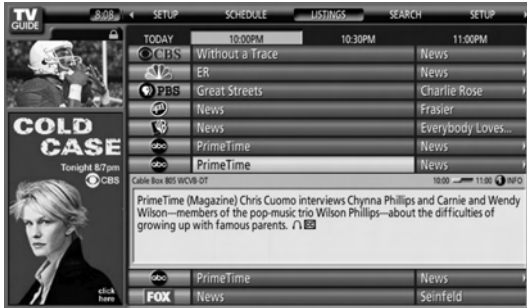 TV GUIDE
8:08
SETUP SCHEDULE LISTINGS SEARCH SETUP
TODAY 10:00PM 10:30PM 11:00PM
CBS Without a Trace News
ER News
PBS Great Streets Charlie Rose
News Frasier
News Everybody Loves...
abc PrimeTime News
abc PrimeTime News
Cable Box 805 WCVB-DT 10:00 11:00 INFO
PrimeTime (Magazine) Chris Cuomo interviews Chynna Phillips and Carnie and Wendy
Wilson—members of the pop-music trio Wilson Phillips—about the difficulties of
growing up with famous parents.
abc PrimeTime News
FOX News Seinfeld
COLD
CASE
Tonight 8/7pm
CBS
click
here